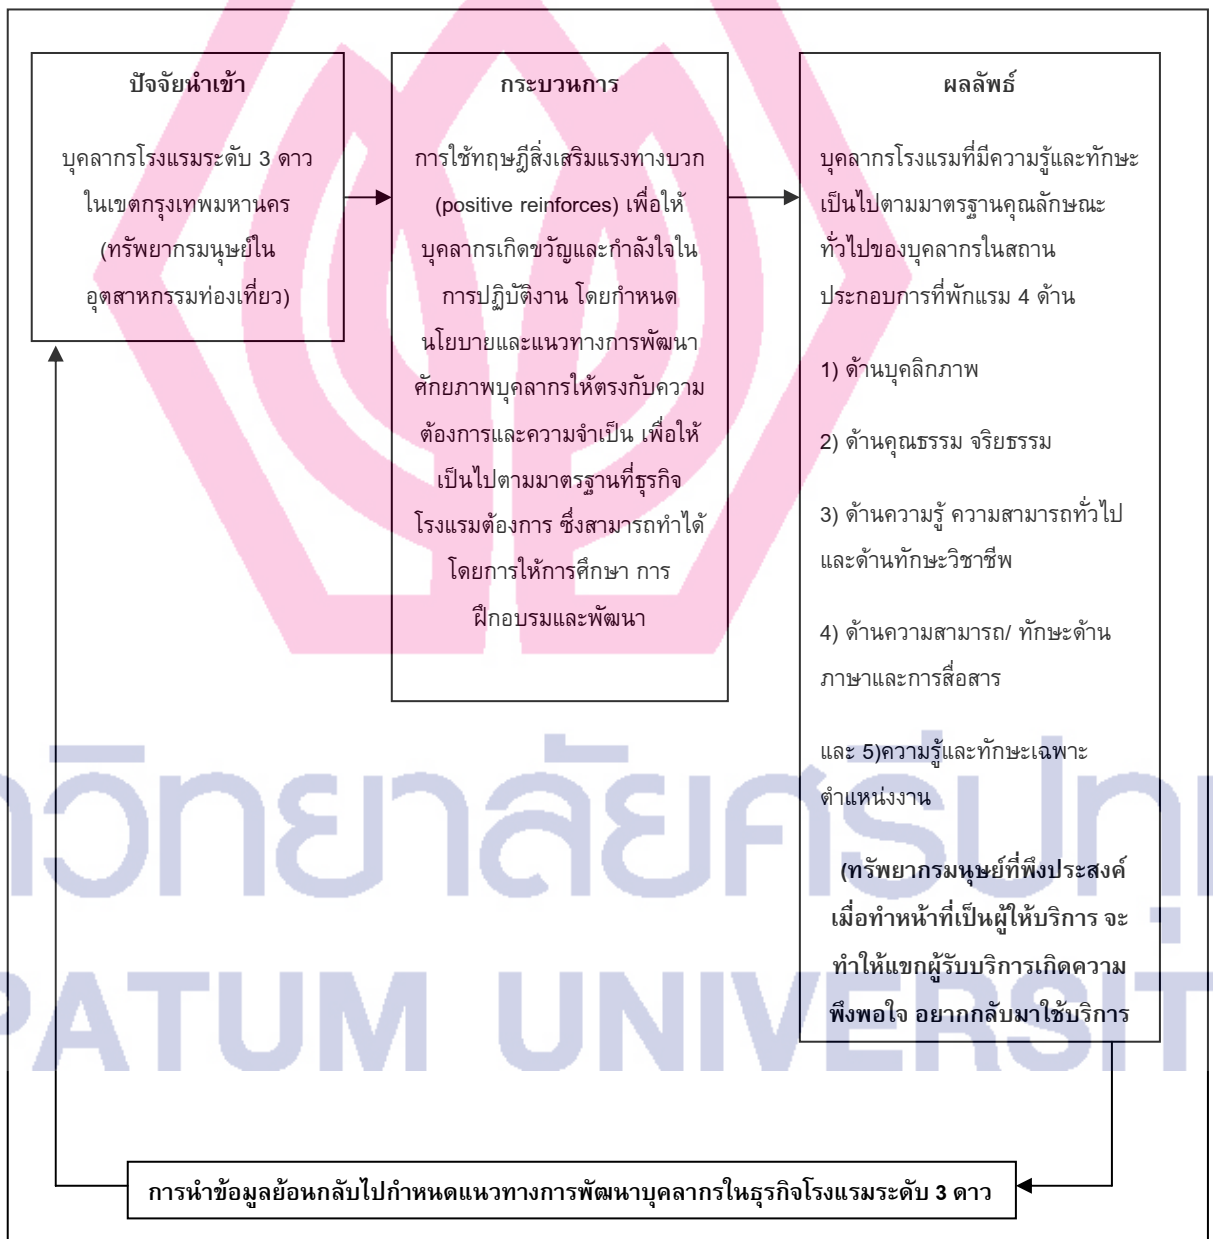 ปัจจัยนำเข้า
บุคลากรโรงแรมระดับ 3 ดาว
ในเขตกรุงเทพมหานคร
(ทรัพยากรมนุษย์ใน
อุตสาหกรรมท่องเที่ยว)
กระบวนการ
การใช้ทฤษฎีสิ่งเสริมแรงทางบวก
(positive reinforces) เพื่อให้
บุคลากรเกิดขวัญและกำลังใจใน
การปฏิบัติงาน โดยกำหนด
นโยบายและแนวทางการพัฒนา
ศักยภาพบุคลากรให้ตรงกับความ
ต้องการและความจำเป็น เพื่อให้
เป็นไปตามมาตรฐานที่ธุรกิจ
โรงแรมต้องการ ซึ่งสามารถทำได้
โดยการให้การศึกษา การ
ฝึกอบรมและพัฒนา
ผลลัพธ์
บุคลากรโรงแรมที่มีความรู้และทักษะ
เป็นไปตามมาตรฐานคุณลักษณะ
ทั่วไปของบุคลากรในสถาน
ประกอบการที่พักแรม 4 ด้าน
1) ด้านบุคลิกภาพ
2) ด้านคุณธรรม จริยธรรม
3) ด้านความรู้ ความสามารถทั่วไป
และด้านทักษะวิชาชีพ
4) ด้านความสามารถ/ ทักษะด้าน
ภาษาและการสื่อสาร
และ 5)ความรู้และทักษะเฉพาะ
ตำแหน่งงาน
(ทรัพยากรมนุษย์ที่พึงประสงค์
เมื่อทำหน้าที่เป็นผู้ให้บริการ จะ
ทำให้แขกผู้รับบริการเกิดความ
พึงพอใจ อยากกลับมาใช้บริการ
การนำข้อมูลย้อนกลับไปกำหนดแนวทางการพัฒนาบุคลากรในธุรกิจโรงแรมระดับ 3 ดาว
าวิทยาลัยศรีปทุ
PATUM UNIVERSIT